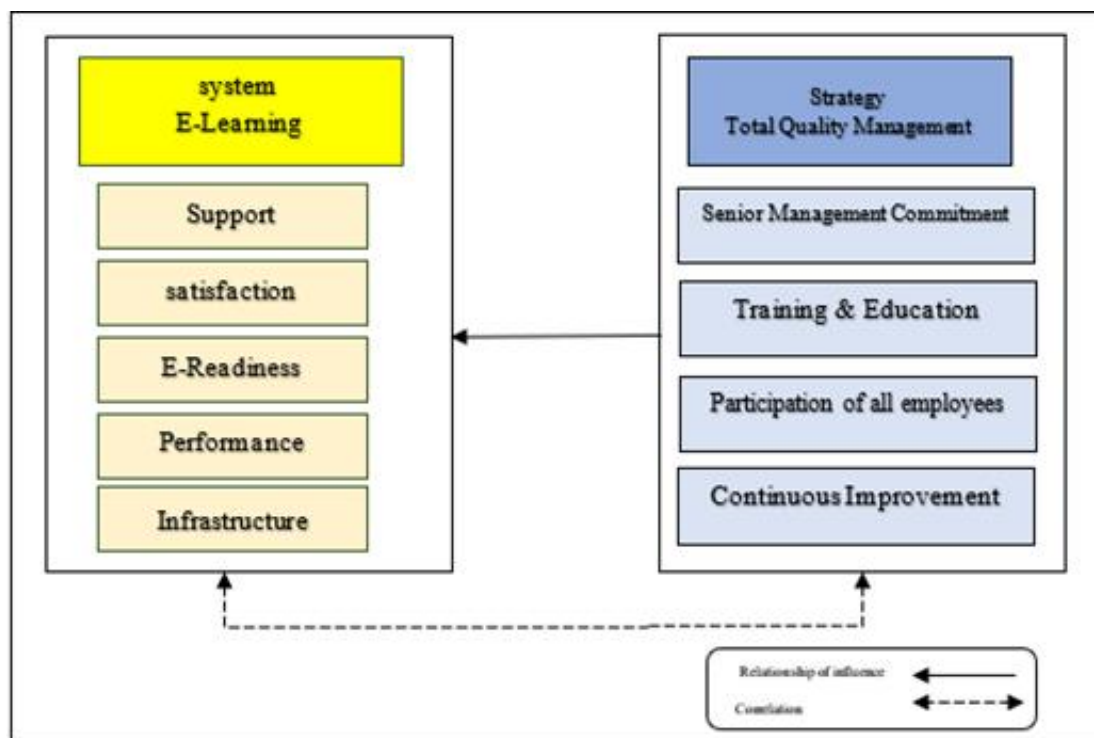 system
E-Learning
Support
satisfaction
E-Readiness
Performance
Infrastructure
Strategy
Total Quality Management
Senior Management Commitment
Training & Education
Participation of all employees
Continuous Improvement
Relationship of influence
Correlation